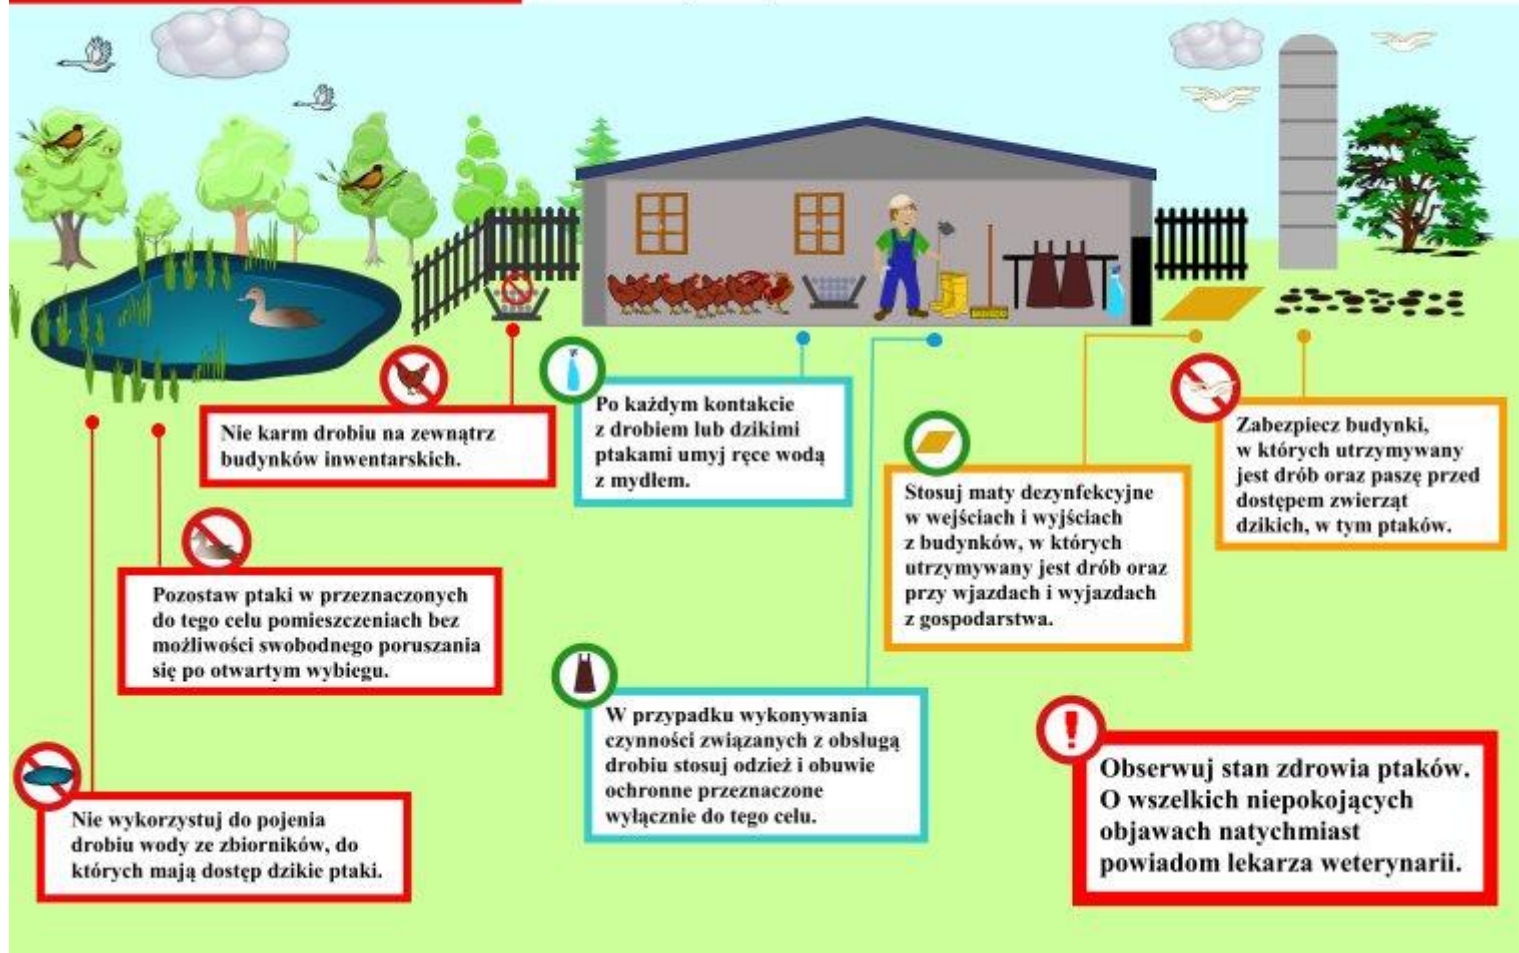 Nie karm drobiu na zewnątrz
budynków inwentarskich.
Po każdym kontakcie
z drobiem lub dzikimi
ptakami umyj ręce wodą
z mydłem.
Zabezpiecz budynki,
w których utrzymywany
jest drób oraz paszę przed
dostępem zwierząt
dzikich, w tym ptaków.
Stosuj maty dezynfekcyjne
w wejściach i wyjściach
z budynków, w których
utrzymywany jest drób oraz
przy wjazdach i wyjazdach
z gospodarstwa.
Pozostaw ptaki w przeznaczonych
do tego celu pomieszczeniach bez
możliwości swobodnego poruszania
się po otwartym wybiegu.
W przypadku wykonywania
czynności związanych z obsługą
drobiu stosuj odzież i obuwie
ochronne przeznaczone
wyłącznie do tego celu.
Nie wykorzystuj do pojenia
drobiu wody ze zbiorników, do
których mają dostęp dzikie ptaki.
!
Obserwuj stan zdrowia ptaków.
O wszelkich niepokojących
objawach natychmiast
powiadom lekarza weterynarii.